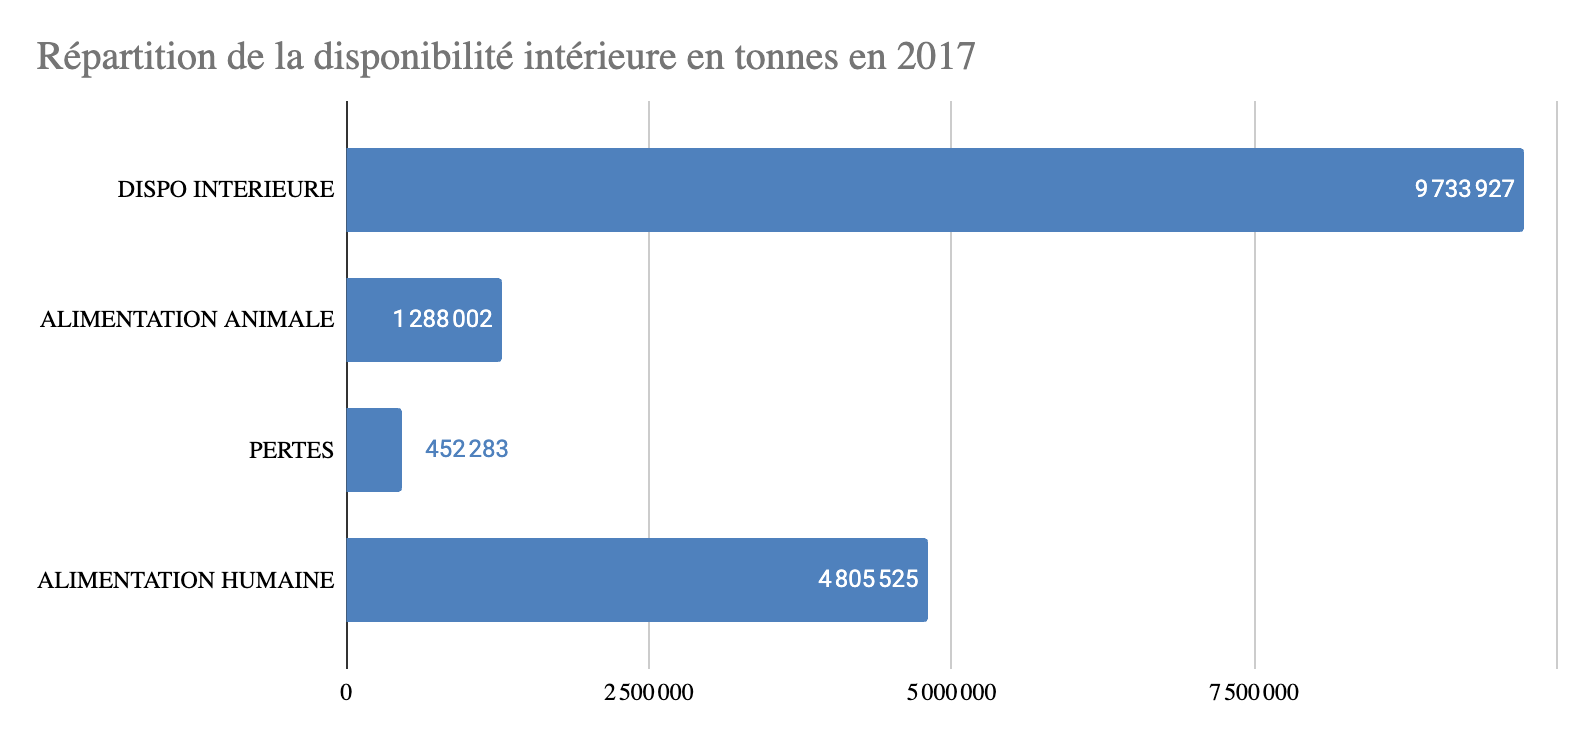 Répartition de la disponibilité intérieure en tonnes en 2017
DISPO INTERIEURE
9 733 927
ALIMENTATION ANIMALE
1 288 002
PERTES
452 283
ALIMENTATION HUMAINE
4 805 525
0
2 500 000
5 000 000
7 500 000